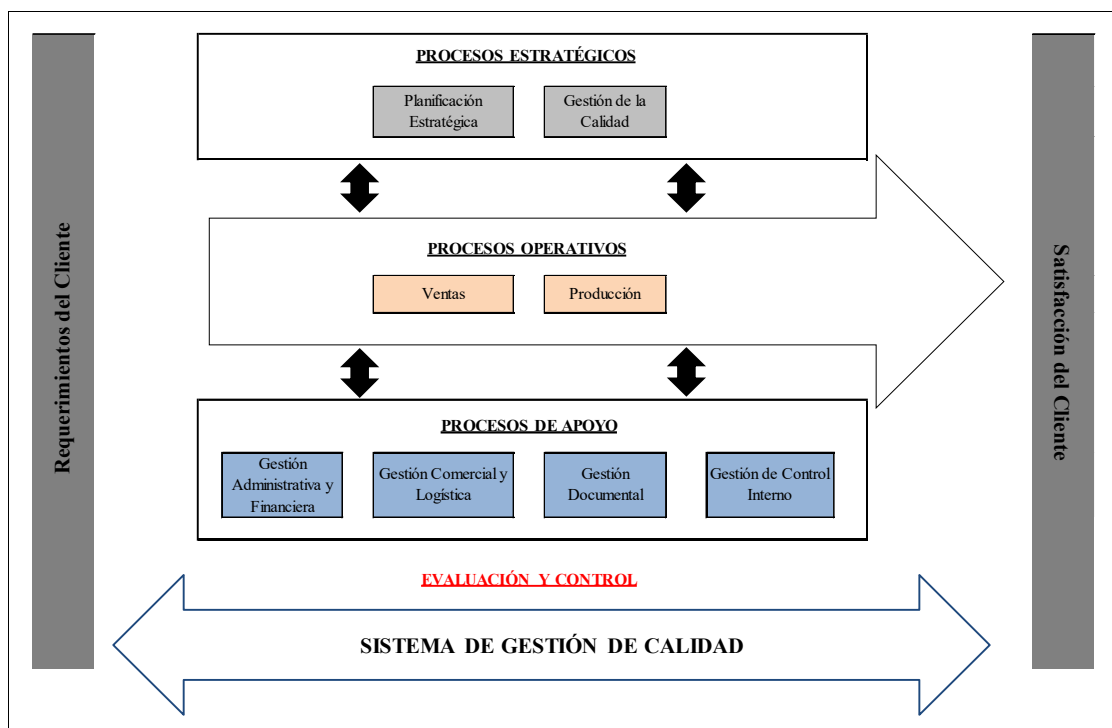 PROCESOS ESTRATÉGICOS
Planificación
Estratégica
Gestión de la
Calidad
Requerimientos del Cliente
PROCESOS OPERATIVOS
Ventas
Producción
Satisfacción del Cliente
PROCESOS DE APOYO
Gestión
Administrativa y
Financiera
Gestión Comercial y
Logística
Gestión
Documental
Gestión de Control
Interno
EVALUACIÓN Y CONTROL
SISTEMA DE GESTIÓN DE CALIDAD